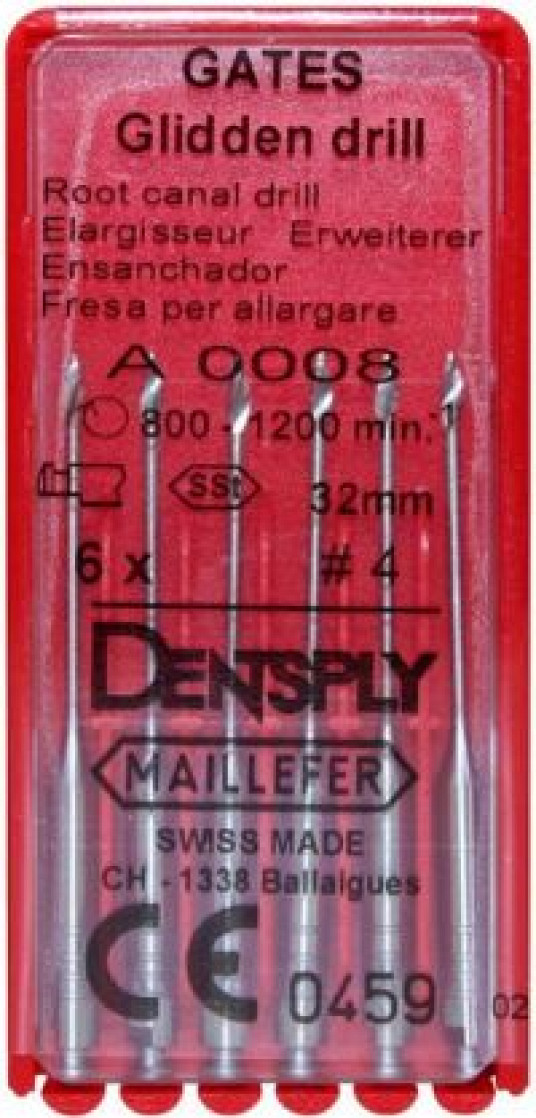 GATES
Glidden drill
Root canal drill
Elargisseur Erweiterer
Ensanchador
Fresa per allargare
A 0008
800 - 1200 min.⁻¹
SSt 32mm
6 x # 4
DENTSPLY
MAILLEFER
SWISS MADE
CH - 1338 Ballaigues
CE 0459 02